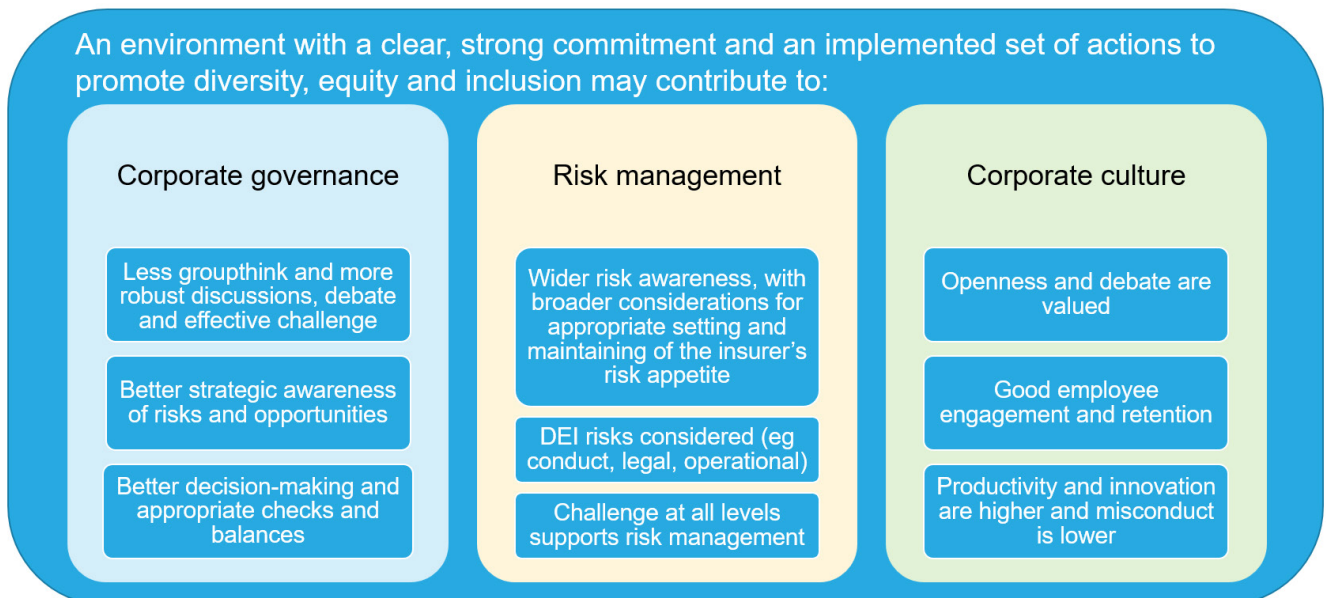 An environment with a clear, strong commitment and an implemented set of actions to
promote diversity, equity and inclusion may contribute to:
Corporate governance
Less groupthink and more
robust discussions, debate
and effective challenge
Better strategic awareness
of risks and opportunities
Better decision-making and
appropriate checks and
balances
Risk management
Wider risk awareness, with
broader considerations for
appropriate setting and
maintaining of the insurer’s
risk appetite
DEI risks considered (eg
conduct, legal, operational)
Challenge at all levels
supports risk management
Corporate culture
Openness and debate are
valued
Good employee
engagement and retention
Productivity and innovation
are higher and misconduct
is lower